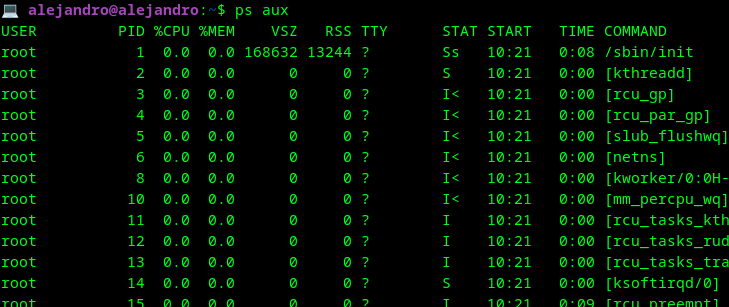 alejandro@alejandro:~$ ps aux
USER         PID %CPU %MEM    VSZ   RSS TTY      STAT START   TIME COMMAND
root           1  0.0  0.0 168632 13244 ?        Ss   10:21   0:08 /sbin/init
root           2  0.0  0.0      0     0 ?        S    10:21   0:00 [kthreadd]
root           3  0.0  0.0      0     0 ?        I<   10:21   0:00 [rcu_gp]
root           4  0.0  0.0      0     0 ?        I<   10:21   0:00 [rcu_par_gp]
root           5  0.0  0.0      0     0 ?        I<   10:21   0:00 [slub_flushwq]
root           6  0.0  0.0      0     0 ?        I<   10:21   0:00 [netns]
root           8  0.0  0.0      0     0 ?        I<   10:21   0:00 [kworker/0:0H-
root          10  0.0  0.0      0     0 ?        I<   10:21   0:00 [mm_percpu_wq]
root          11  0.0  0.0      0     0 ?        I    10:21   0:00 [rcu_tasks_kth
root          12  0.0  0.0      0     0 ?        I    10:21   0:00 [rcu_tasks_rud
root          13  0.0  0.0      0     0 ?        I    10:21   0:00 [rcu_tasks_tra
root          14  0.0  0.0      0     0 ?        S    10:21   0:00 [ksoftirqd/0]
root          15  0.0  0.0      0     0 ?        I    10:21   0:09 [rcu_preempt]